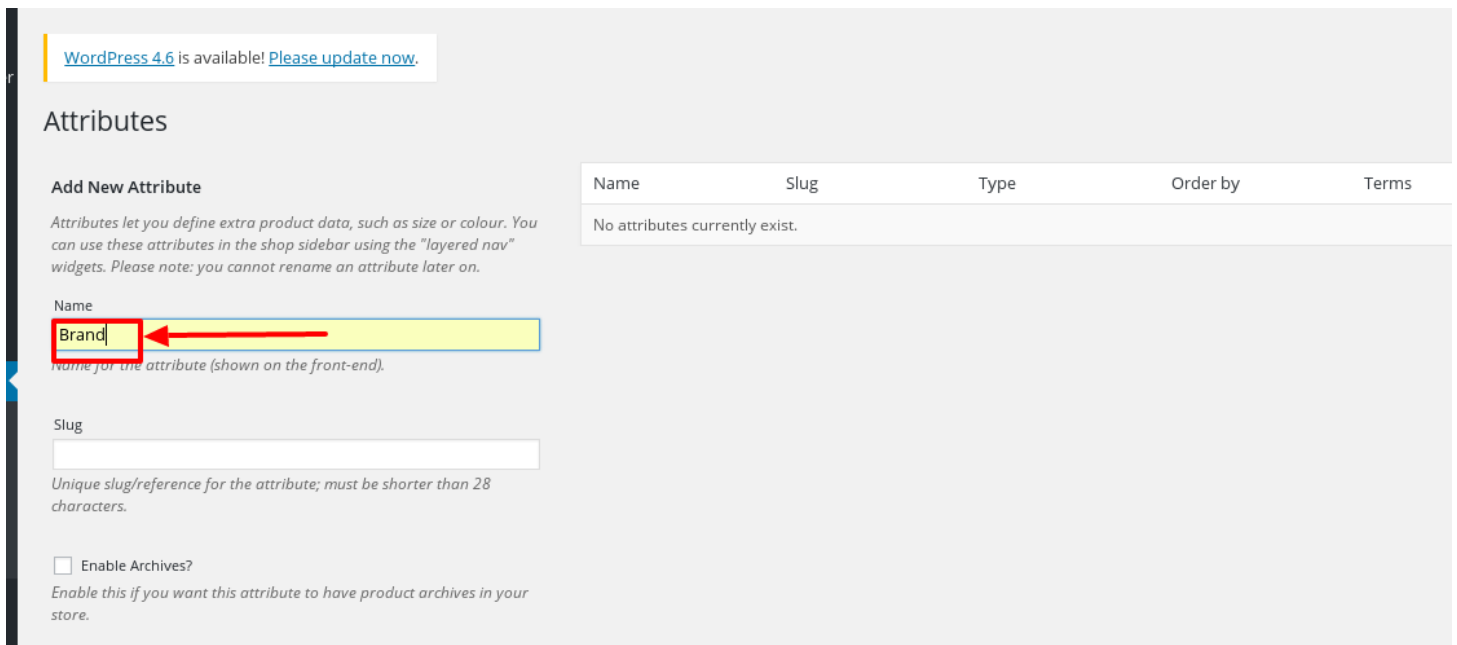 WordPress 4.6 is available! Please update now.
er
Attributes
Add New Attribute
Attributes let you define extra product data, such as size or colour. You
can use these attributes in the shop sidebar using the "layered nav"
widgets. Please note: you cannot rename an attribute later on.
Name
Brand
Name for the attribute (shown on the front-end).
Slug
Unique slug/reference for the attribute; must be shorter than 28
characters.
Enable Archives?
Enable this if you want this attribute to have product archives in your
store.
Name Slug Type Order by Terms
No attributes currently exist.